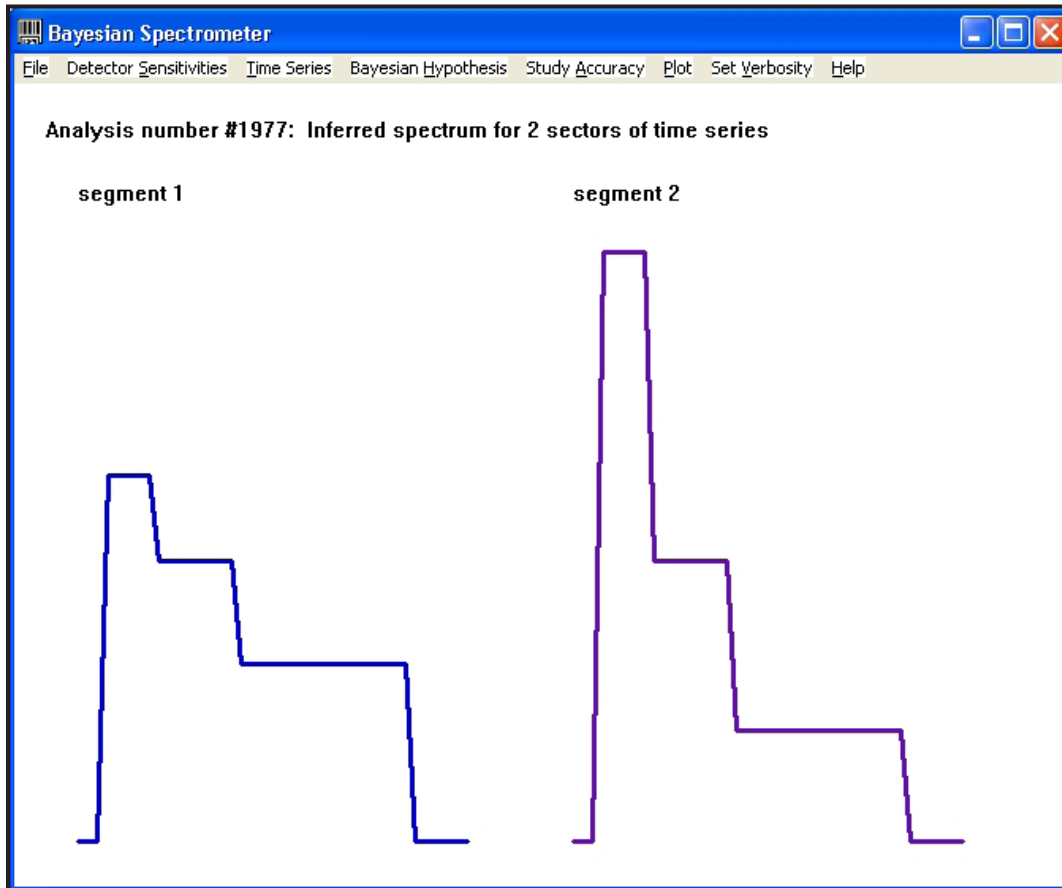 Bayesian Spectrometer
File Detector Sensitivities Time Series Bayesian Hypothesis Study Accuracy Plot Set Verbosity Help
Analysis number #1977: Inferred spectrum for 2 sectors of time series
segment 1 segment 2